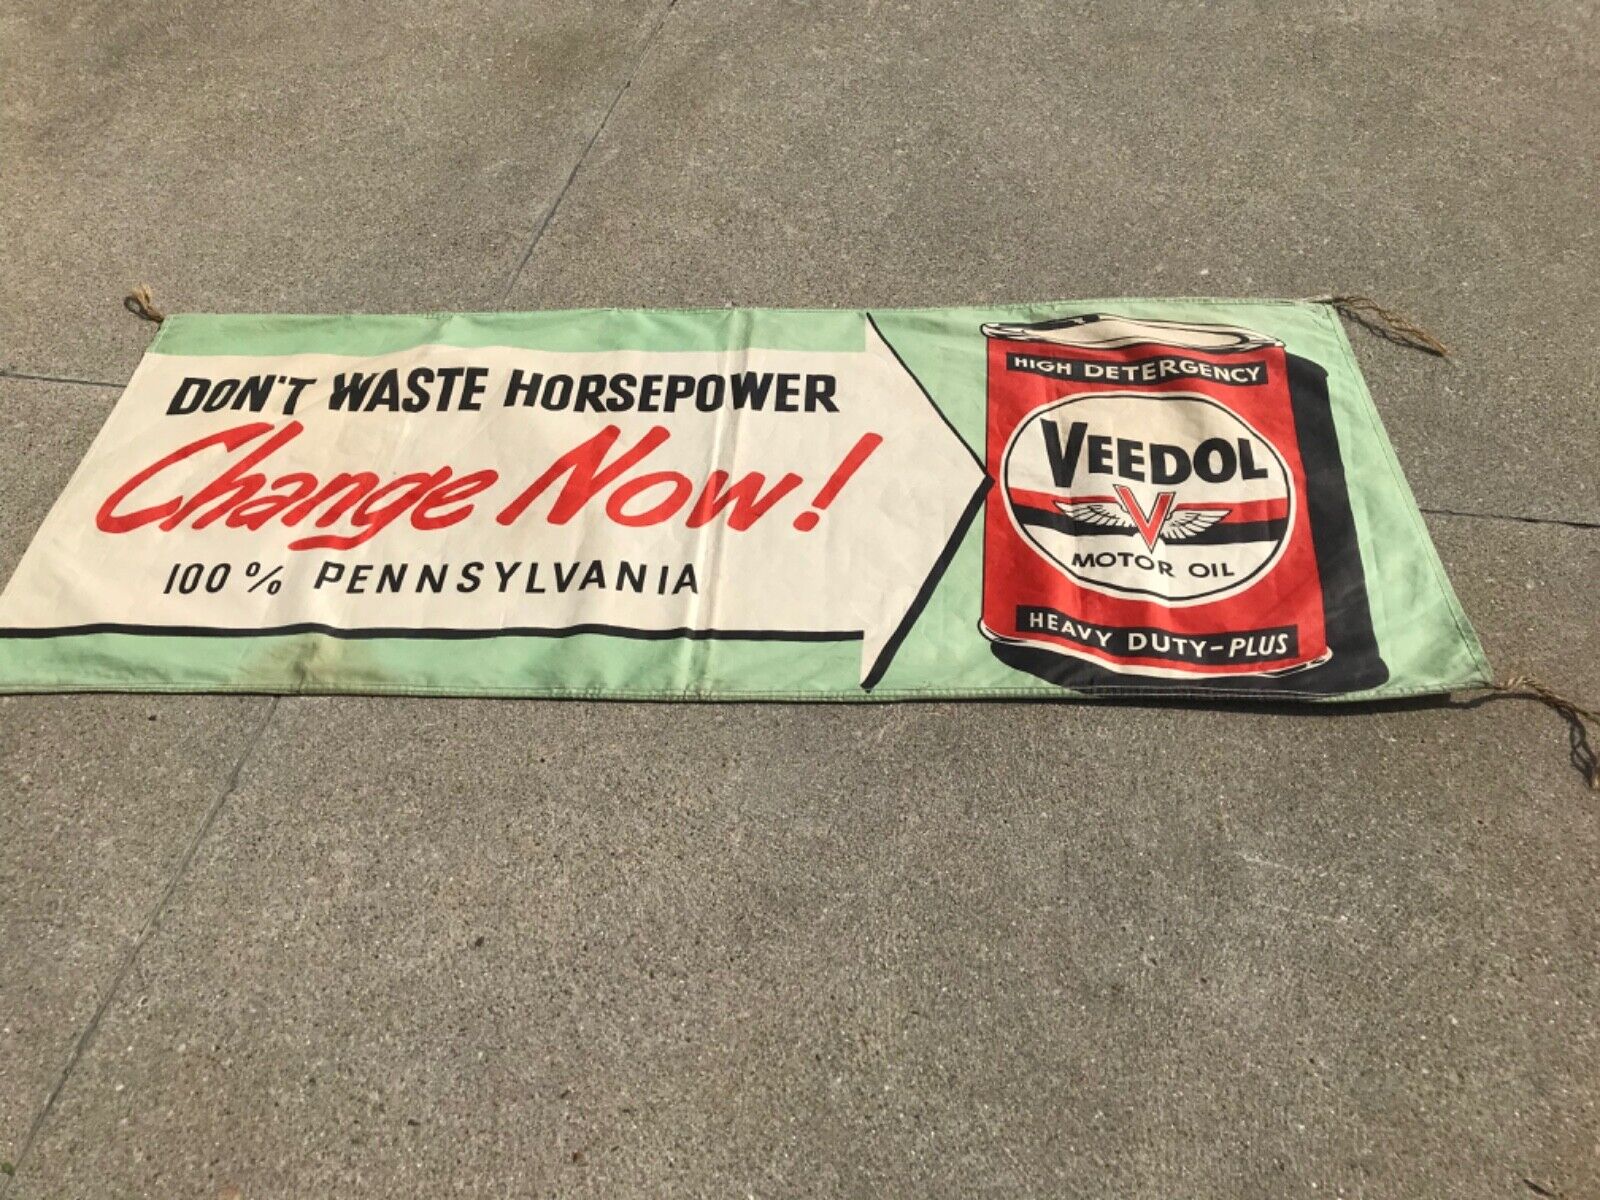 DON'T WASTE HORSEPOWER
Change Now!
100% PENNSYLVANIA
HIGH DETERGENCY
VEEDOL
V
MOTOR OIL
HEAVY DUTY-PLUS